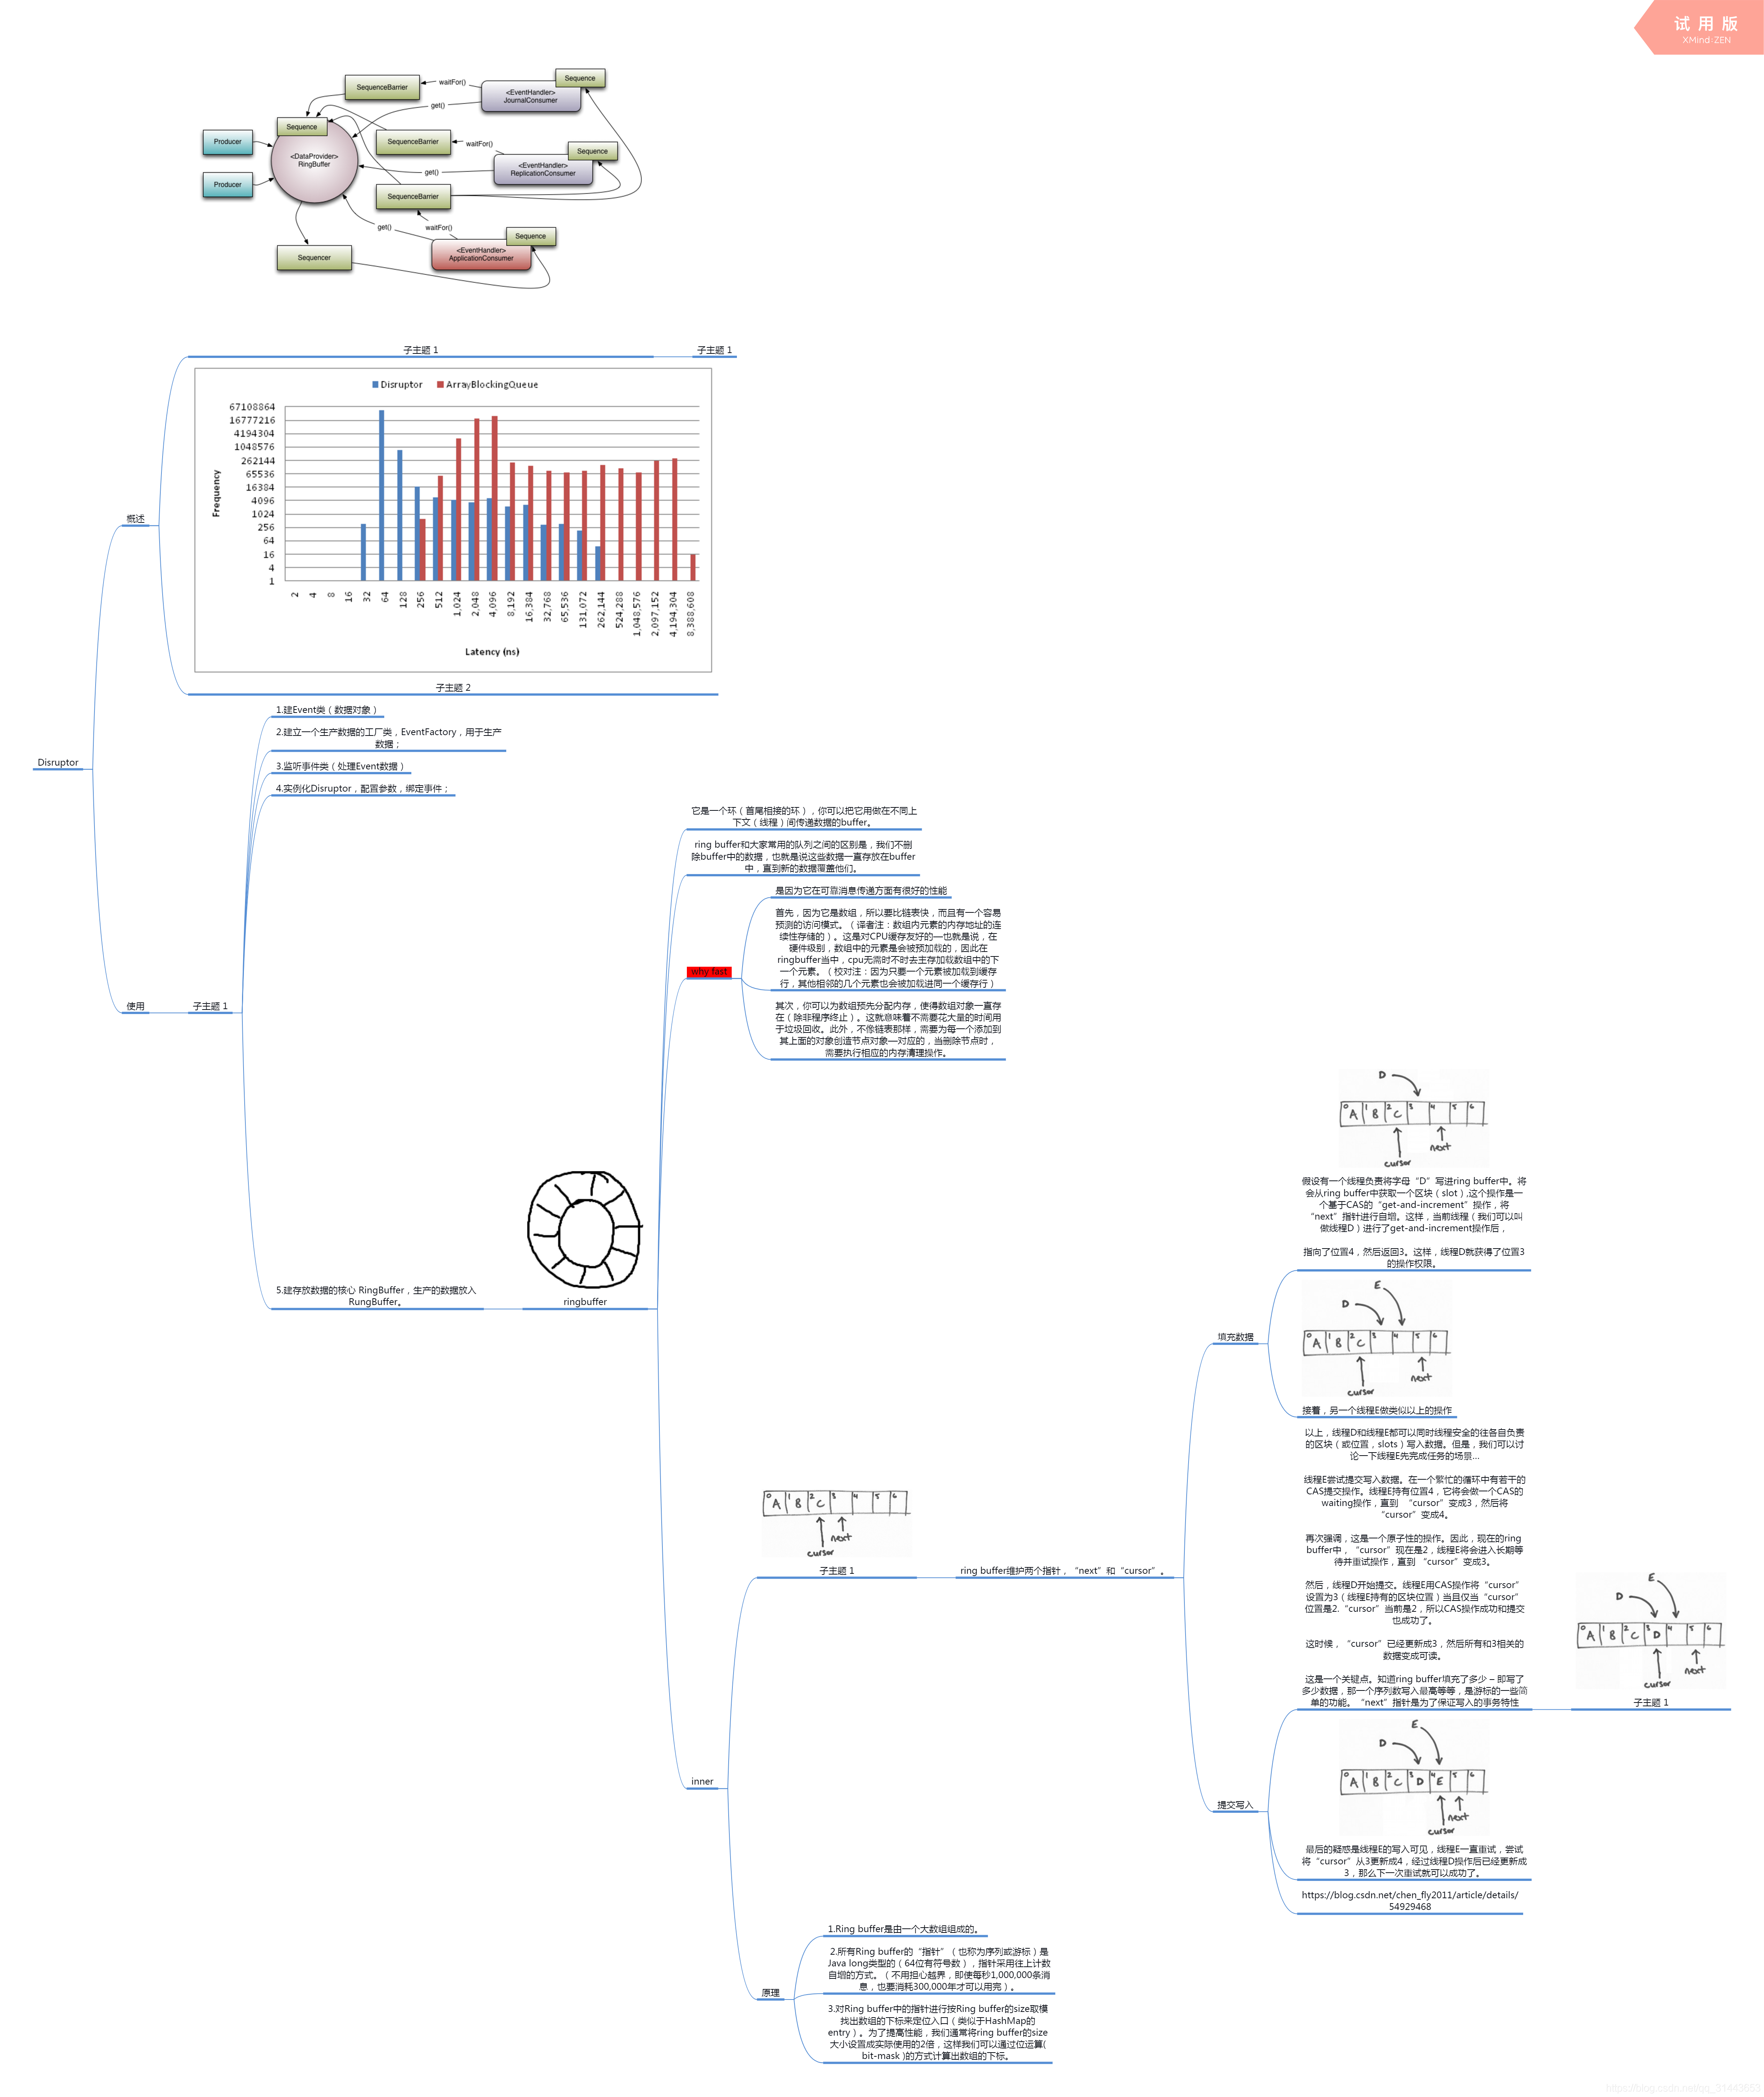 试 用 版
XMind:ZEN
Sequence
SequenceBarrier
waitFor()
<EventHandler>
JournalConsumer
get()
Sequence
Producer
SequenceBarrier
waitFor()
Sequence
<DataProvider>
RingBuffer
<EventHandler>
ReplicationConsumer
get()
Producer
SequenceBarrier
get()
waitFor()
Sequence
<EventHandler>
ApplicationConsumer
Sequencer
子主题 1
子主题 1
Disruptor
ArrayBlockingQueue
67108864
16777216
4194304
1048576
262144
65536
16384
4096
1024
256
64
16
4
1
Frequency
2
4
8
16
32
64
128
256
512
1,024
2,048
4,096
8,192
16,384
32,768
65,536
131,072
262,144
524,288
1,048,576
2,097,152
4,194,304
8,388,608
Latency (ns)
概述
子主题 2
1.建Event类（数据对象）
2.建立一个生产数据的工厂类，EventFactory，用于生产
数据；
Disruptor
3.监听事件类（处理Event数据）
4.实例化Disruptor，配置参数，绑定事件；
它是一个环（首尾相接的环），你可以把它用做在不同上
下文（线程）间传递数据的buffer。
ring buffer和大家常用的队列之间的区别是，我们不删
除buffer中的数据，也就是说这些数据一直存放在buffer
中，直到新的数据覆盖他们。
是因为它在可靠消息传递方面有很好的性能
首先，因为它是数组，所以要比链表快，而且有一个容易
预测的访问模式。（译者注：数组内元素的内存地址的连
续性存储的）。这是对CPU缓存友好的—也就是说，在
硬件级别，数组中的元素是会被预加载的，因此在
ringbuffer当中，cpu无需时不时去主存加载数组中的下
一个元素。（校对注：因为只要一个元素被加载到缓存
行，其他相邻的几个元素也会被加载进同一个缓存行）
why fast
使用
子主题 1
其次，你可以为数组预先分配内存，使得数组对象一直存
在（除非程序终止）。这就意味着不需要花大量的时间用
于垃圾回收。此外，不像链表那样，需要为每一个添加到
其上面的对象创造节点对象—对应的，当删除节点时，
需要执行相应的内存清理操作。
D
0 A 1 B 2 C 3 4 5 6
next
cursor
假设有一个线程负责将字母“D”写进ring buffer中。将
会从ring buffer中获取一个区块（slot）,这个操作是一
个基于CAS的“get-and-increment”操作，将
“next”指针进行自增。这样，当前线程（我们可以叫
做线程D）进行了get-and-increment操作后，
指向了位置4，然后返回3。这样，线程D就获得了位置3
的操作权限。
5.建存放数据的核心 RingBuffer，生产的数据放入
RungBuffer。
ringbuffer
E
D
0 A 1 B 2 C 3 4 5 6
next
cursor
填充数据
接着，另一个线程E做类似以上的操作
以上，线程D和线程E都可以同时线程安全的往各自负责
的区块（或位置，slots）写入数据。但是，我们可以讨
论一下线程E先完成任务的场景…
线程E尝试提交写入数据。在一个繁忙的循环中有若干的
CAS提交操作。线程E持有位置4，它将会做一个CAS的
waiting操作，直到 “cursor”变成3，然后将
“cursor”变成4。
再次强调，这是一个原子性的操作。因此，现在的ring
buffer中，“cursor”现在是2，线程E将会进入长期等
待并重试操作，直到 “cursor”变成3。
然后，线程D开始提交。线程E用CAS操作将“cursor”
设置为3（线程E持有的区块位置）当且仅当“cursor”
位置是2.“cursor”当前是2，所以CAS操作成功和提交
也成功了。
这时候，“cursor”已经更新成3，然后所有和3相关的
数据变成可读。
这是一个关键点。知道ring buffer填充了多少 – 即写了
多少数据，那一个序列数写入最高等等，是游标的一些简
单的功能。“next”指针是为了保证写入的事务特性
0 A 1 B 2 C 3 4 5 6
next
cursor
子主题 1
ring buffer维护两个指针，“next”和“cursor”。
E
D
0 A 1 B 2 C 3 D 4 5 6
next
cursor
子主题 1
E
D
0 A 1 B 2 C 3 D 4 E 5 6
next
cursor
inner
提交写入
最后的疑惑是线程E的写入可见，线程E一直重试，尝试
将“cursor”从3更新成4，经过线程D操作后已经更新成
3，那么下一次重试就可以成功了。
https://blog.csdn.net/chen_fly2011/article/details/
54929468
1.Ring buffer是由一个大数组组成的。
2.所有Ring buffer的“指针”（也称为序列或游标）是
Java long类型的（64位有符号数），指针采用往上计数
自增的方式。（不用担心越界，即使每秒1,000,000条消
息，也要消耗300,000年才可以用完）。
原理
3.对Ring buffer中的指针进行按Ring buffer的size取模
找出数组的下标来定位入口（类似于HashMap的
entry）。为了提高性能，我们通常将ring buffer的size
大小设置成实际使用的2倍，这样我们可以通过位运算(
bit-mask )的方式计算出数组的下标。